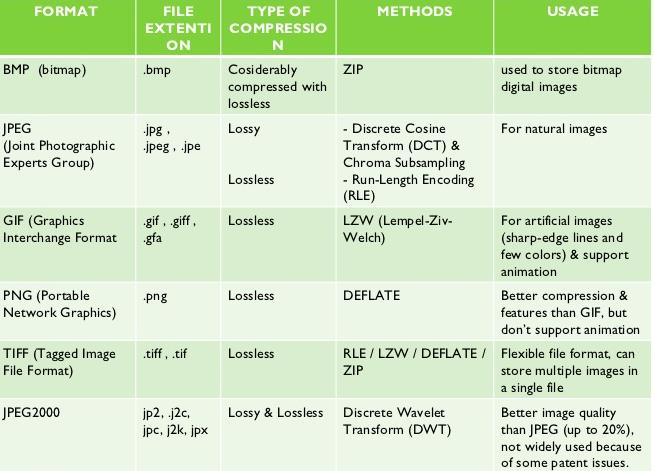 FORMAT
FILE
EXTENTI
ON
TYPE OF
COMPRESSIO
N
METHODS
USAGE
BMP (bitmap)
.bmp
Cosiderably
compressed with
lossless
ZIP
used to store bitmap
digital images
JPEG
(Joint Photographic
Experts Group)
.jpg ,
.jpeg , .jpe
Lossy
Lossless
- Discrete Cosine
Transform (DCT) &
Chroma Subsampling
- Run-Length Encoding
(RLE)
For natural images
GIF (Graphics
Interchange Format
.gif , .giff ,
.gfa
Lossless
LZW (Lempel-Ziv-
Welch)
For artificial images
(sharp-edge lines and
few colors) & support
animation
PNG (Portable
Network Graphics)
.png
Lossless
DEFLATE
Better compression &
features than GIF, but
don't support animation
TIFF (Tagged Image
File Format)
.tiff , .tif
Lossless
RLE / LZW / DEFLATE /
ZIP
Flexible file format, can
store multiple images in
a single file
JPEG2000
jp2, .j2c,
jpc, j2k, jpx
Lossy & Lossless
Discrete Wavelet
Transform (DWT)
Better image quality
than JPEG (up to 20%),
not widely used because
of some patent issues.